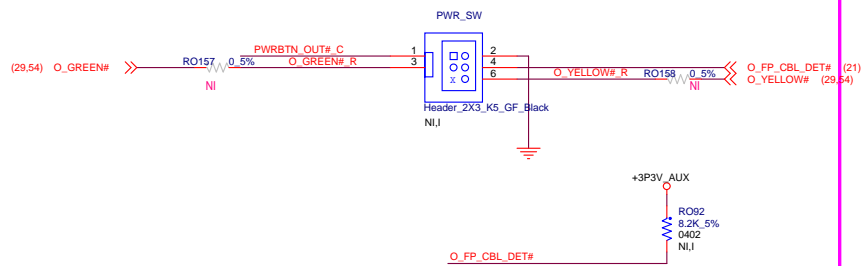 PWR_SW
PWRBTN_OUT#_C 1 2
(29,54) O_GREEN# RO157 0_5% O_GREEN#_R 3 4 O_FP_CBL_DET# (21)
NI
6 O_YELLOW#_R RO158 0_5% O_YELLOW# (29,54)
NI
X
Header_2X3_K5_GF_Black
NI,I
+3P3V_AUX
RO92
8.2K_5%
0402
NI,I
O_FP_CBL_DET#